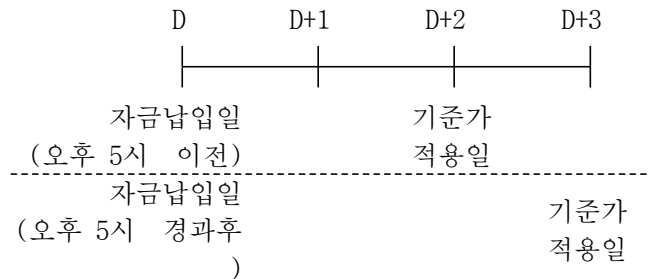 D D+1 D+2 D+3
자금납입일 기준가
(오후 5시 이전) 적용일
자금납입일
(오후 5시 경과후
)
기준가
적용일